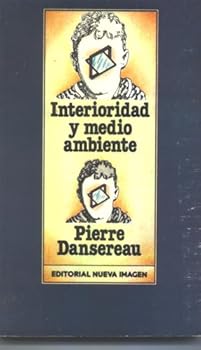 Interioridad
y medio
ambiente
Pierre
Dansereau
EDITORIAL NUEVA IMAGEN